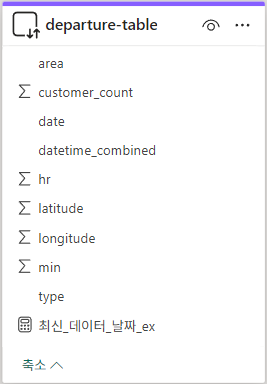 departure-table
area
customer_count
date
datetime_combined
hr
latitude
longitude
min
type
최신_데이터_날짜_ex
축소